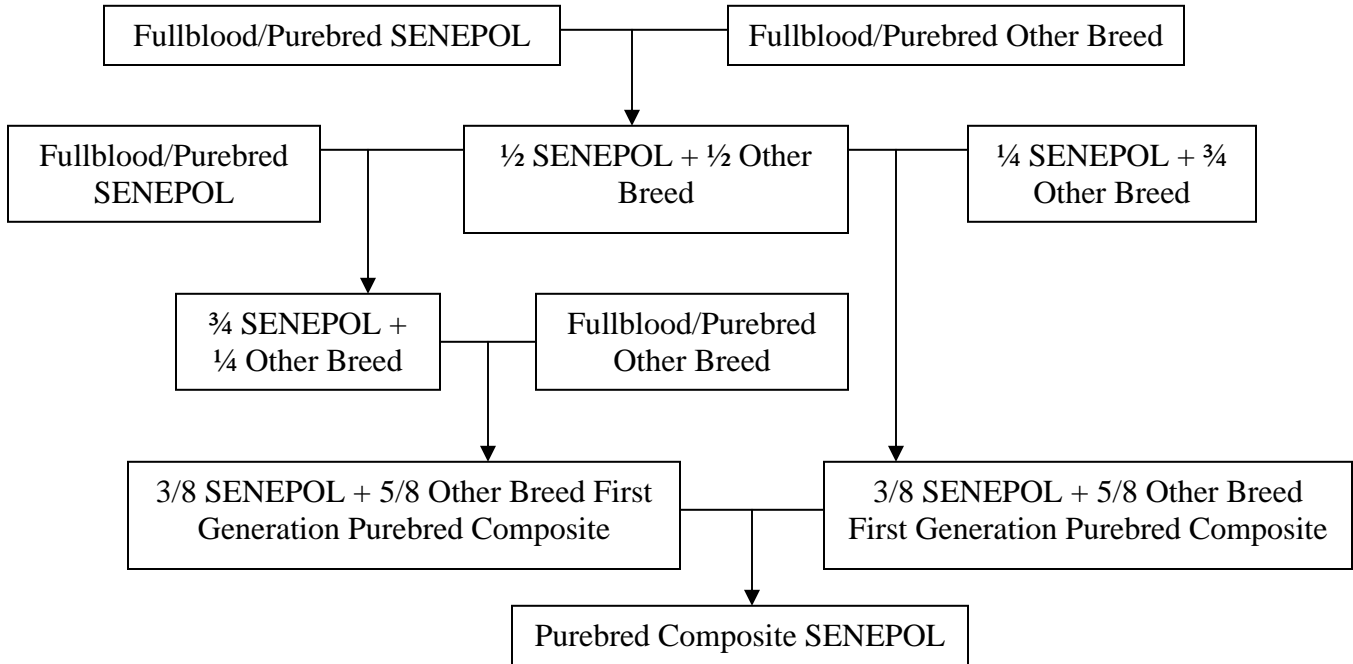 Fullblood/Purebred SENEPOL
Fullblood/Purebred Other Breed
Fullblood/Purebred
SENEPOL
½ SENEPOL + ½ Other
Breed
¼ SENEPOL + ¾
Other Breed
¾ SENEPOL +
¼ Other Breed
Fullblood/Purebred
Other Breed
3/8 SENEPOL + 5/8 Other Breed First
Generation Purebred Composite
3/8 SENEPOL + 5/8 Other Breed
First Generation Purebred Composite
Purebred Composite SENEPOL